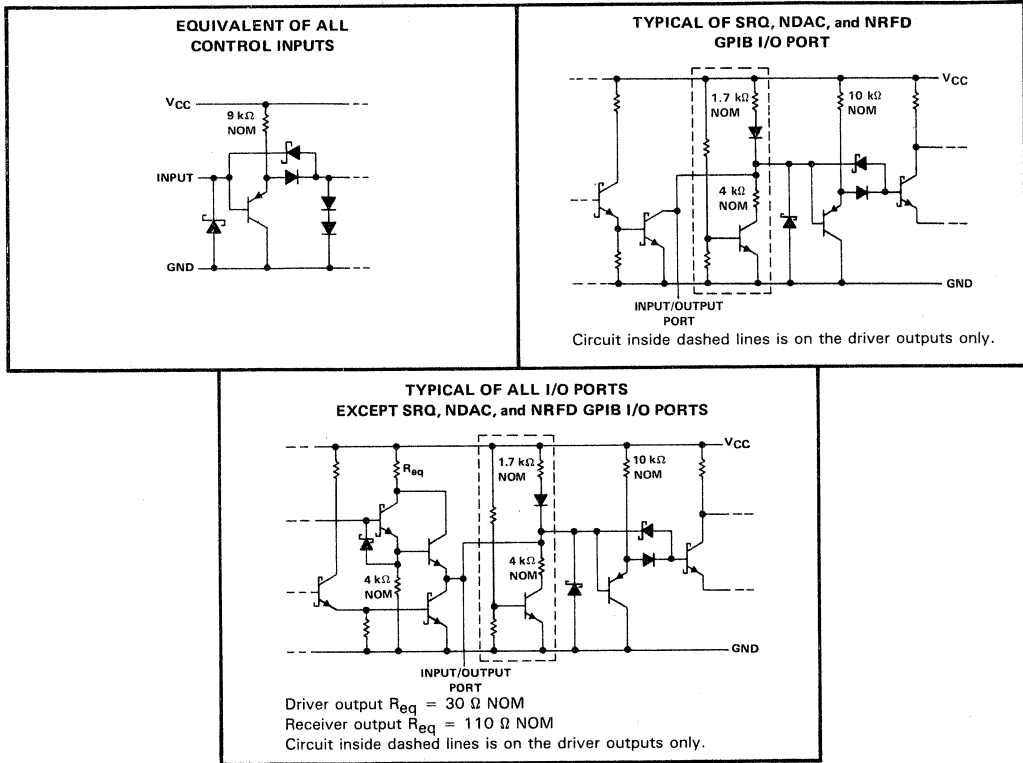 EQUIVALENT OF ALL
CONTROL INPUTS
VCC
9 kΩ
NOM
INPUT
GND
TYPICAL OF SRQ, NDAC, and NRFD
GPIB I/O PORT
VCC
1.7 kΩ
NOM
10 kΩ
NOM
4 kΩ
NOM
GND
INPUT/OUTPUT
PORT
Circuit inside dashed lines is on the driver outputs only.
TYPICAL OF ALL I/O PORTS
EXCEPT SRQ, NDAC, and NRFD GPIB I/O PORTS
VCC
Req
1.7 kΩ
NOM
10 kΩ
NOM
4 kΩ
NOM
4 kΩ
NOM
GND
INPUT/OUTPUT
PORT
Driver output Req = 30 Ω NOM
Receiver output Req = 110 Ω NOM
Circuit inside dashed lines is on the driver outputs only.